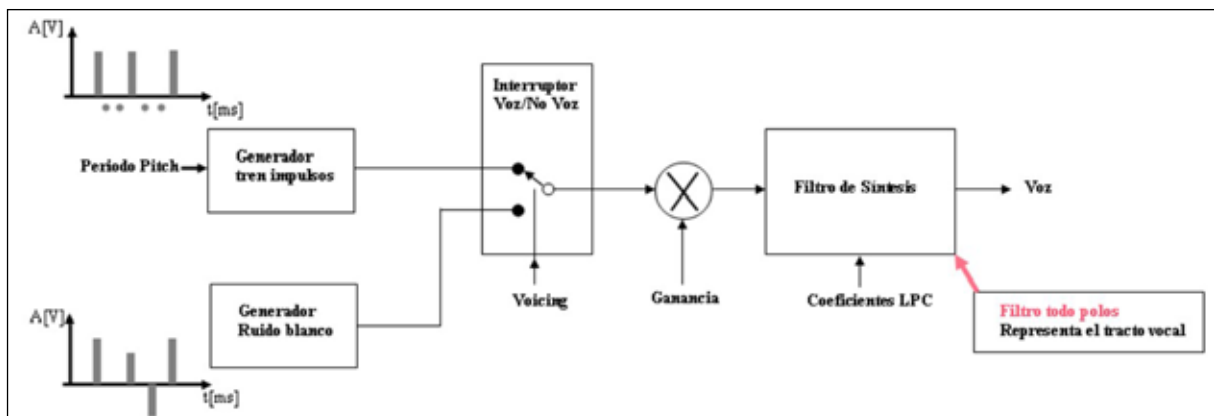 A[V]
t[ms]
Periodo Pitch
Generador
tren impulsos
Interruptor
Voz/No Voz
Filtro de Síntesis
Voz
Voicing
Ganancia
Coeficientes LPC
Generador
Ruido blanco
A[V]
t[ms]
Filtro todo polos
Representa el tracto vocal